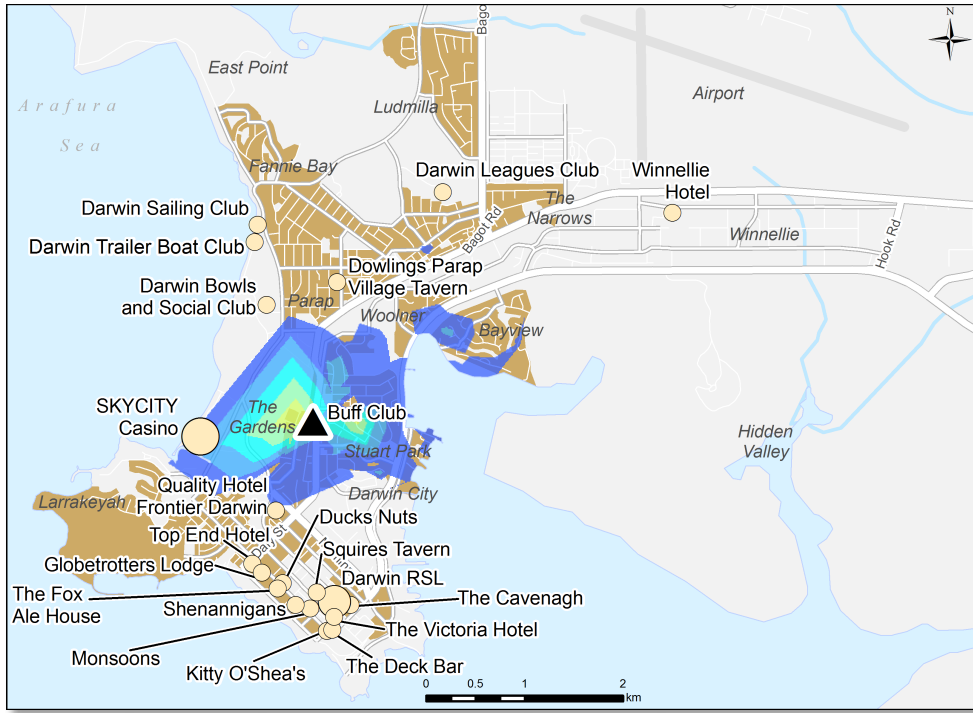 N
Bago
East Point
Arafura
Sea
Ludmilla
Airport
Fannie Bay
Darwin Leagues Club
Winnellie
Hotel
The
Narrows
Darwin Sailing Club
Darwin Trailer Boat Club
Bagot Rd
Winnellie
Hook Rd
Dowlings Parap
Village Tavern
Darwin Bowls
and Social Club
Parap
Woolner
Bayview
SKYCITY
Casino
The
Gardens
Buff Club
Stuart Park
Hidden
Valley
Quality Hotel
Frontier Darwin
Darwin City
Larrakeyah
Ducks Nuts
Top End Hotel
Daly St
Squires Tavern
Globetrotters Lodge
Darwin RSL
The Fox
Ale House
Shenannigans
The Cavenagh
The Victoria Hotel
Monsoons
Kitty O'Shea's
The Deck Bar
0 0.5 1 2
km